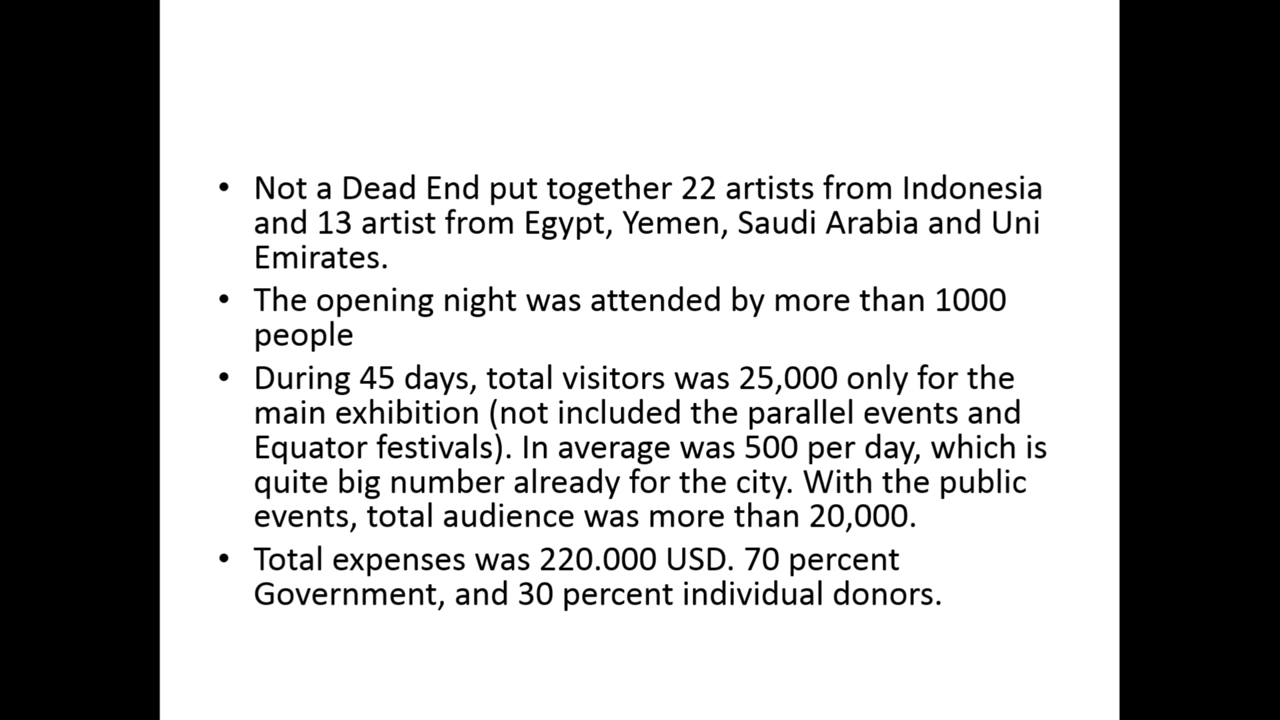 • Not a Dead End put together 22 artists from Indonesia
and 13 artist from Egypt, Yemen, Saudi Arabia and Uni
Emirates.
• The opening night was attended by more than 1000
people
• During 45 days, total visitors was 25,000 only for the
main exhibition (not included the parallel events and
Equator festivals). In average was 500 per day, which is
quite big number already for the city. With the public
events, total audience was more than 20,000.
• Total expenses was 220.000 USD. 70 percent
Government, and 30 percent individual donors.